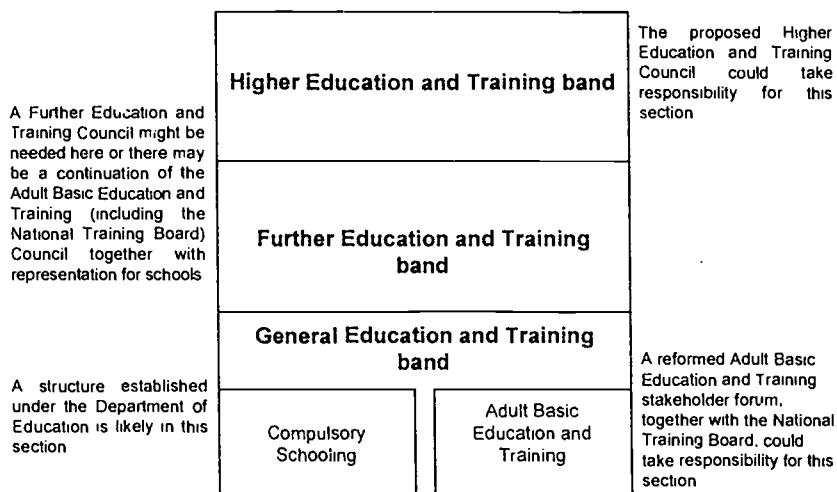 The proposed Higher
Education and Training
Council could take
responsibility for this
section
Higher Education and Training band
A Further Education and
Training Council might be
needed here or there may
be a continuation of the
Adult Basic Education and
Training (including the
National Training Board)
Council together with
representation for schools
Further Education and Training
band
General Education and Training
band
A structure established
under the Department of
Education is likely in this
section
Compulsory
Schooling
Adult Basic
Education and
Training
A reformed Adult Basic
Education and Training
stakeholder forum,
together with the National
Training Board, could
take responsibility for this
section